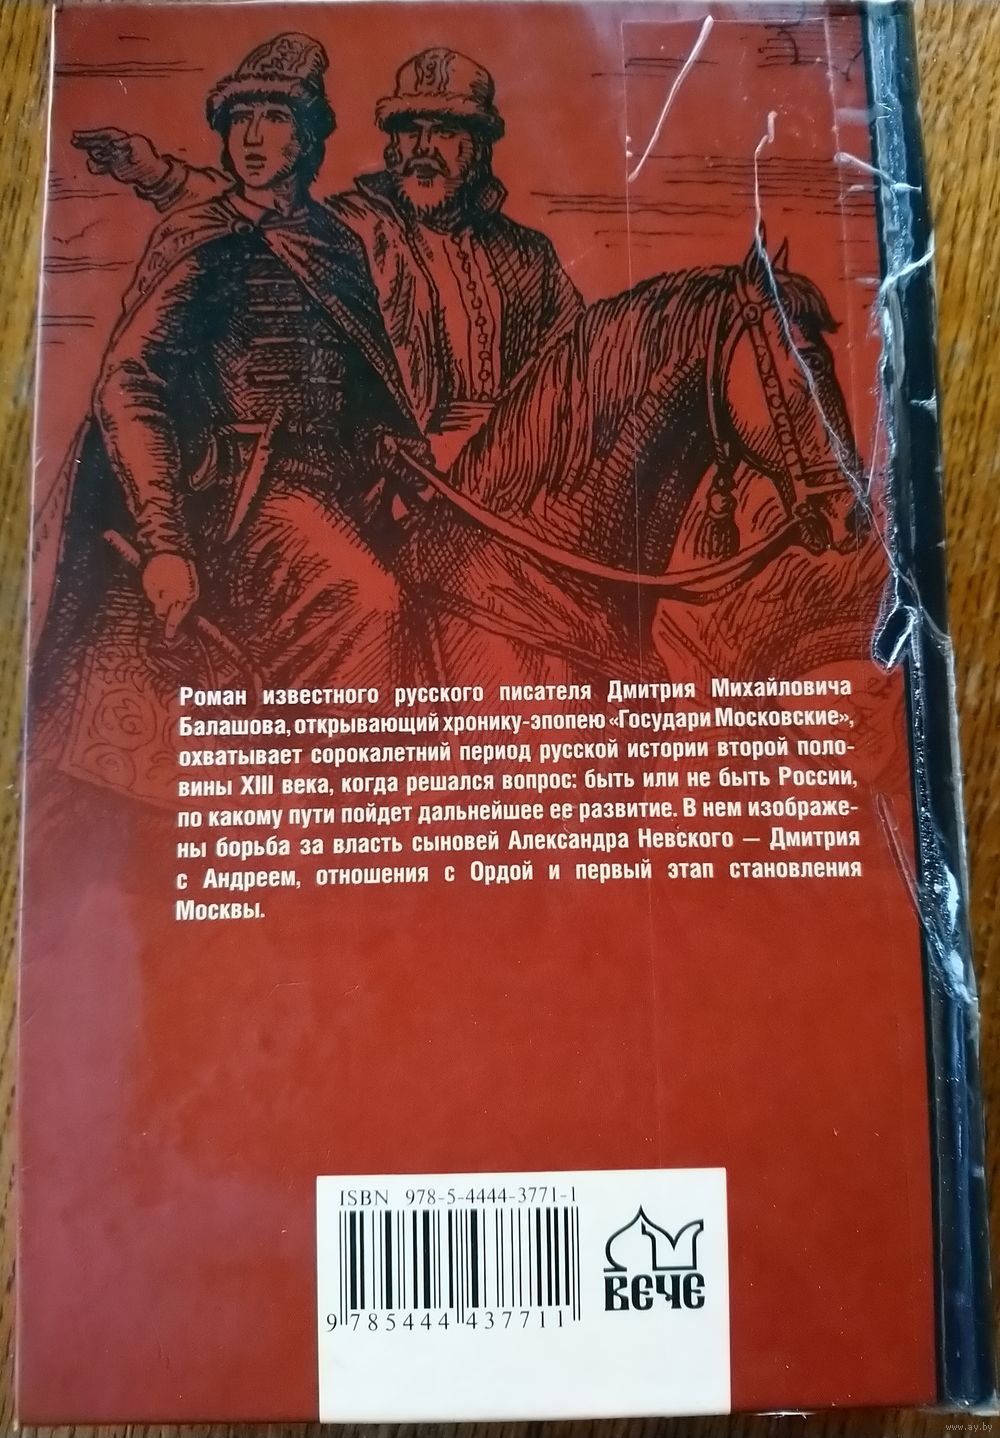 Роман известного русского писателя Дмитрия Михайловича
Балашова, открывающий хронику-эпопею «Государи Московские»,
охватывает сорокалетний период русской истории второй поло-
вины XIII века, когда решался вопрос: быть или не быть России,
по какому пути пойдет дальнейшее ее развитие. В нем изображе-
ны борьба за власть сыновей Александра Невского — Дмитрия
с Андреем, отношения с Ордой и первый этап становления
Москвы.
ISBN 978-5-4444-3771-1
9 785444 437711
ВЕЧЕ
www.ay.by